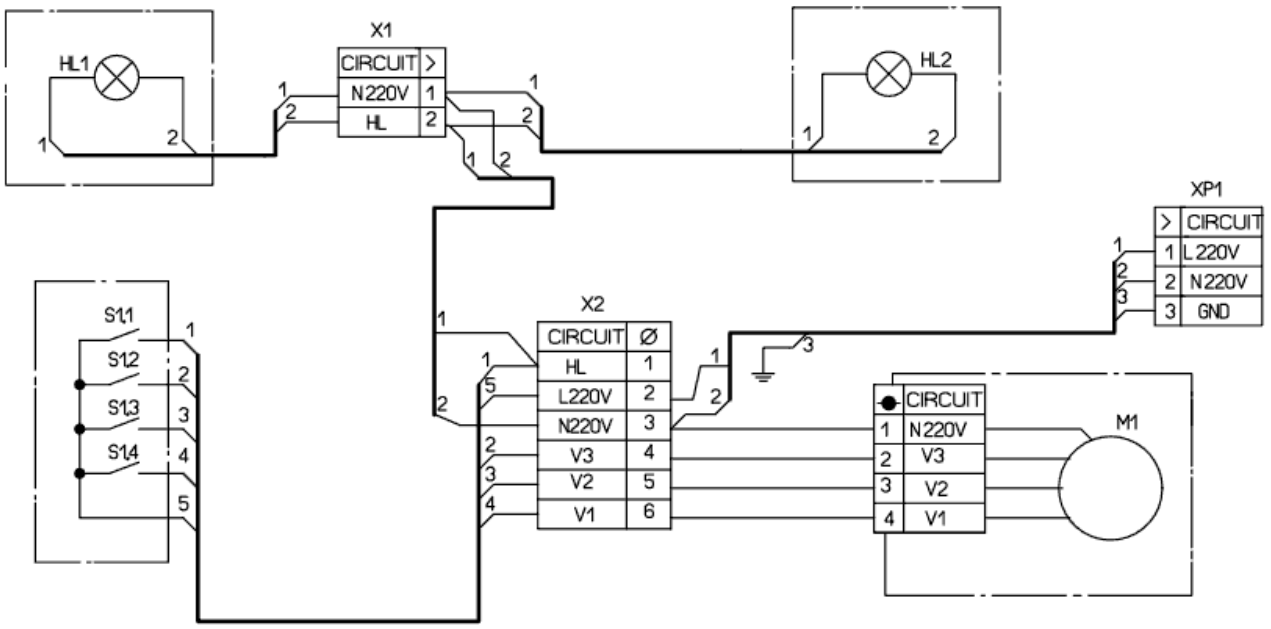 X1
HL1
CIRCUIT >
N220V 1
HL 2
1
2
1
2
1
2
1
2
HL2
1
2
XP1
> CIRCUIT
1 L220V
2 N220V
3 GND
1
2
3
S1,1
S1,2
S1,3
S1,4
1
2
3
4
5
1
2
X2
CIRCUIT Ø
HL 1
L220V 2
N220V 3
V3 4
V2 5
V1 6
1
5
2
3
4
1
2
3
CIRCUIT
1 N220V
2 V3
3 V2
4 V1
M1